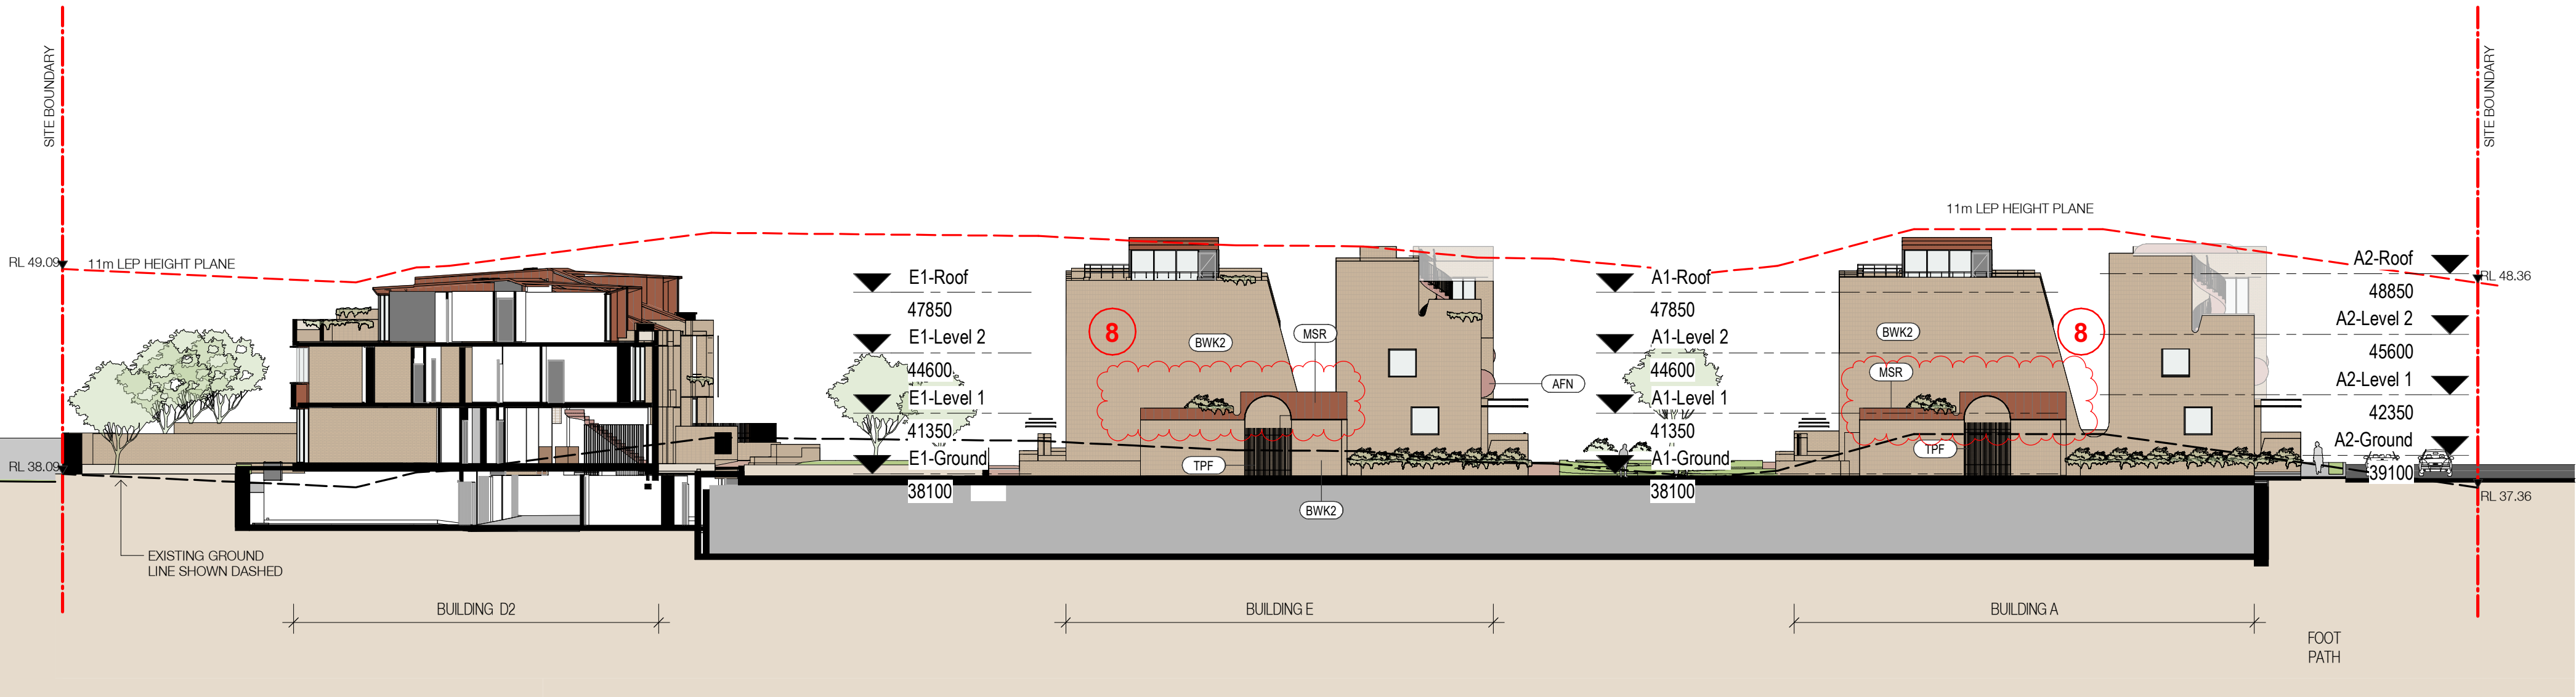 SITE BOUNDARY
SITE BOUNDARY
11m LEP HEIGHT PLANE
RL 49.09
11m LEP HEIGHT PLANE
E1-Roof
47850
E1-Level 2
44600
E1-Level 1
41350
E1-Ground
38100
8
BWK2
MSR
AFN
TPF
BWK2
A1-Roof
47850
A1-Level 2
44600
A1-Level 1
41350
A1-Ground
38100
8
BWK2
MSR
TPF
A2-Roof
48850
A2-Level 2
45600
A2-Level 1
42350
A2-Ground
39100
RL 48.36
RL 37.36
RL 38.09
EXISTING GROUND
LINE SHOWN DASHED
BUILDING D2
BUILDING E
BUILDING A
FOOT
PATH